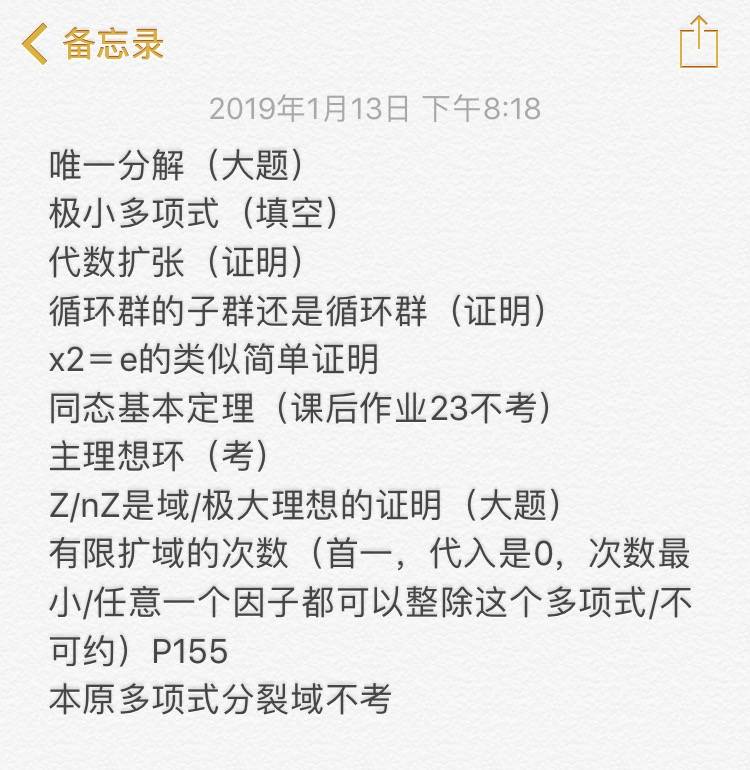 备忘录
2019年1月13日 下午8:18
唯一分解（大题）
极小多项式（填空）
代数扩张（证明）
循环群的子群还是循环群（证明）
x2＝e的类似简单证明
同态基本定理（课后作业23不考）
主理想环（考）
Z/nZ是域/极大理想的证明（大题）
有限扩域的次数（首一，代入是0，次数最
小/任意一个因子都可以整除这个多项式/不
可约）P155
本原多项式分裂域不考